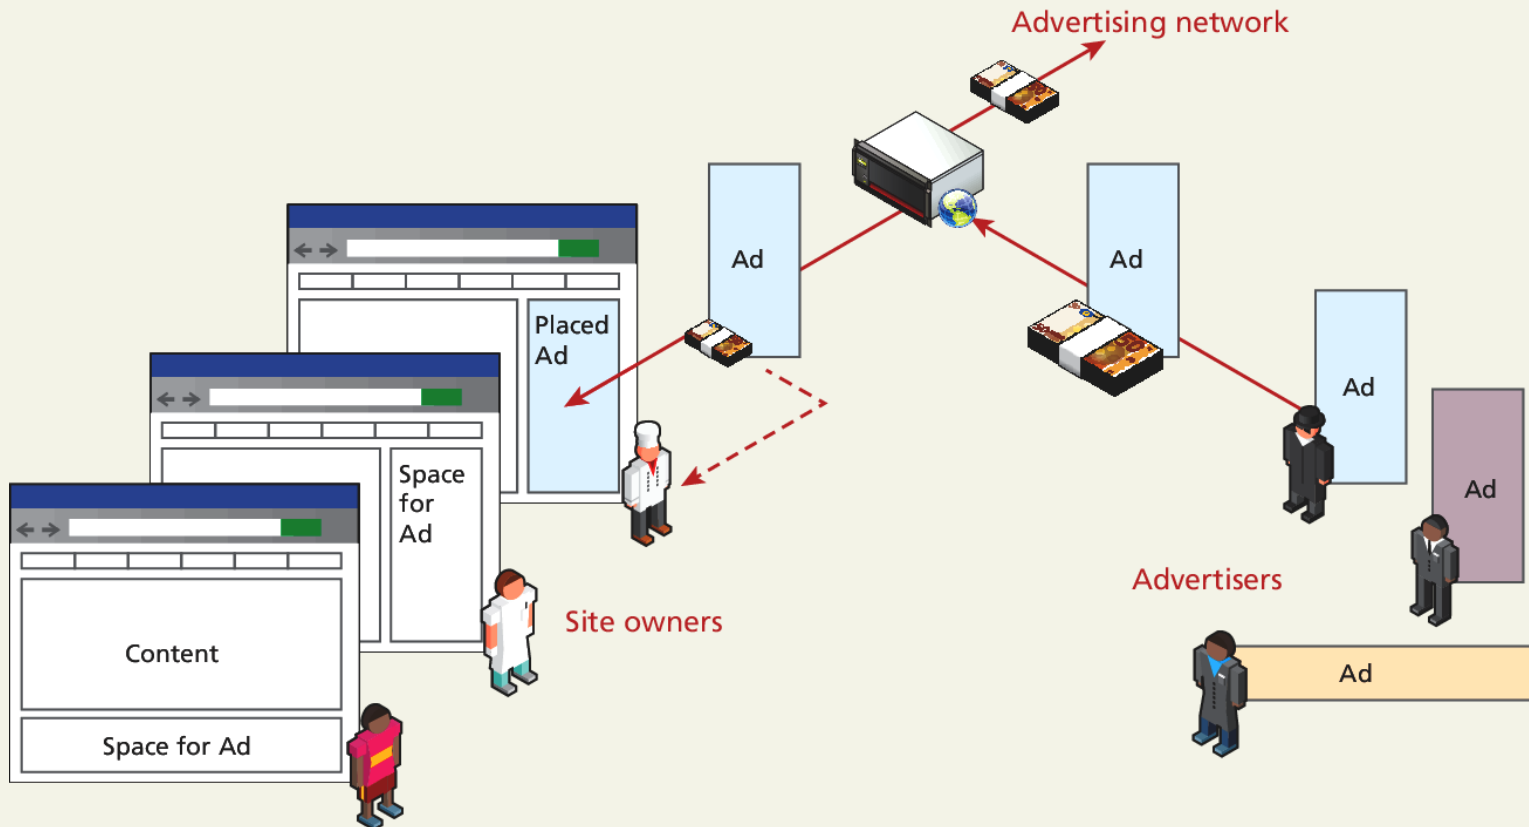 Advertising network
Ad
Ad
Placed
Ad
Ad
Space
for
Ad
Ad
Advertisers
Site owners
Content
Ad
Space for Ad